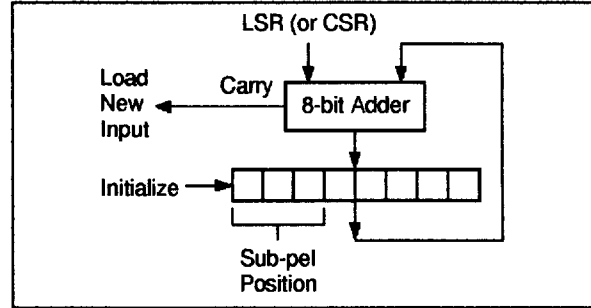 LSR (or CSR)
Load
New
Input
Carry
8-bit Adder
Initialize
Sub-pel
Position